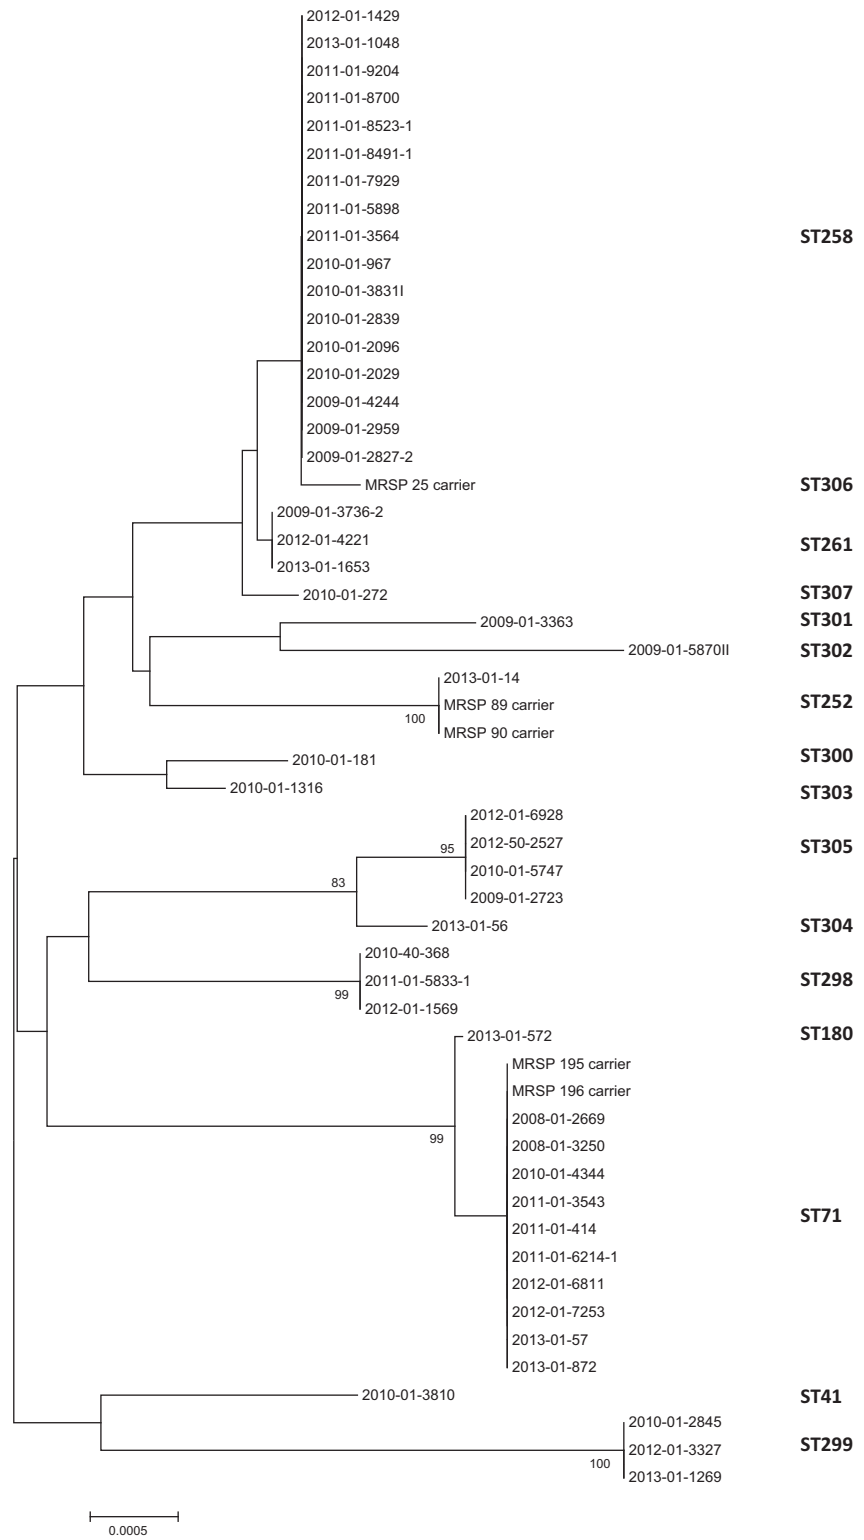 2012-01-1429
2013-01-1048
2011-01-9204
2011-01-8700
2011-01-8523-1
2011-01-8491-1
2011-01-7929
2011-01-5898
2011-01-3564 ST258
2010-01-967
2010-01-3831I
2010-01-2839
2010-01-2096
2010-01-2029
2009-01-4244
2009-01-2959
2009-01-2827-2
MRSP 25 carrier ST306
2009-01-3736-2
2012-01-4221 ST261
2013-01-1653
2010-01-272 ST307
2009-01-3363 ST301
2009-01-5870II ST302
2013-01-14
MRSP 89 carrier ST252
100
MRSP 90 carrier
2010-01-181 ST300
2010-01-1316 ST303
2012-01-6928
2012-50-2527 ST305
95
2010-01-5747
83
2009-01-2723
2013-01-56 ST304
2010-40-368
2011-01-5833-1 ST298
99
2012-01-1569
2013-01-572 ST180
MRSP 195 carrier
MRSP 196 carrier
2008-01-2669
99
2008-01-3250
2010-01-4344
2011-01-3543
ST71
2011-01-414
2011-01-6214-1
2012-01-6811
2012-01-7253
2013-01-57
2013-01-872
2010-01-3810 ST41
2010-01-2845
2012-01-3327 ST299
100
2013-01-1269
0.0005